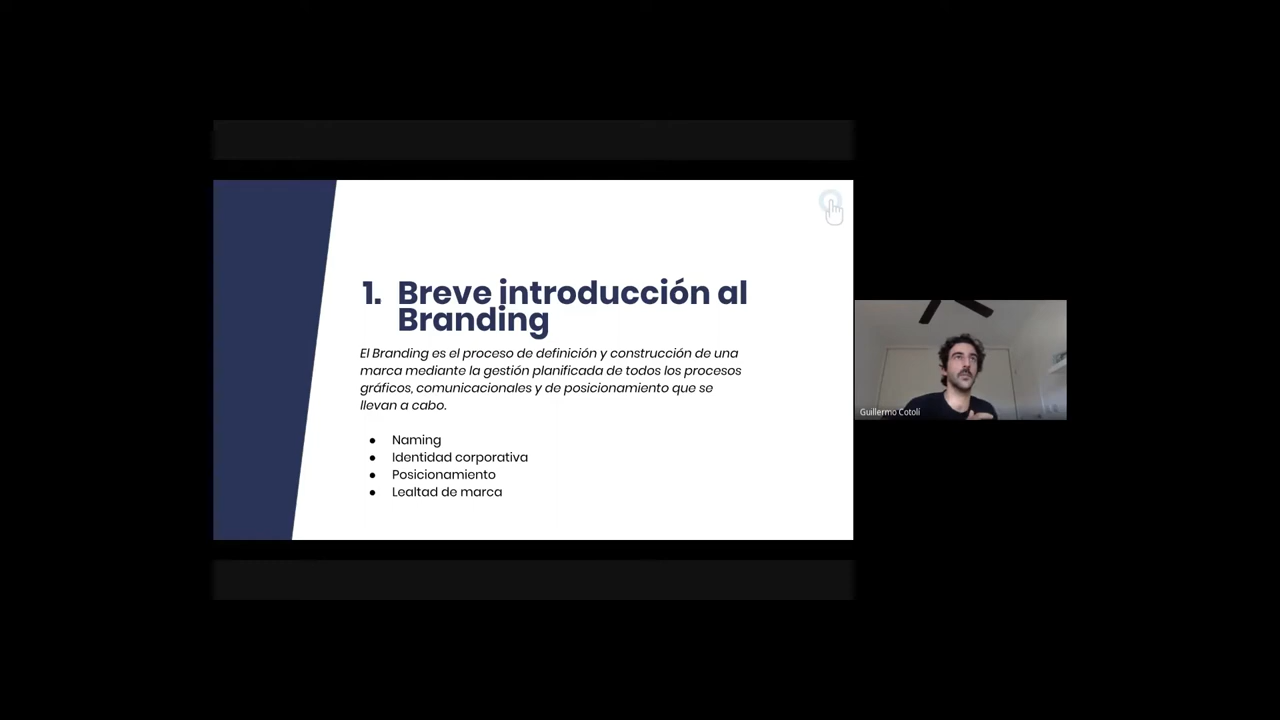 1. Breve introducción al
Branding
El Branding es el proceso de definición y construcción de una
marca mediante la gestión planificada de todos los procesos
gráficos, comunicacionales y de posicionamiento que se
llevan a cabo.
● Naming
● Identidad corporativa
● Posicionamiento
● Lealtad de marca
Guillermo Cotolí